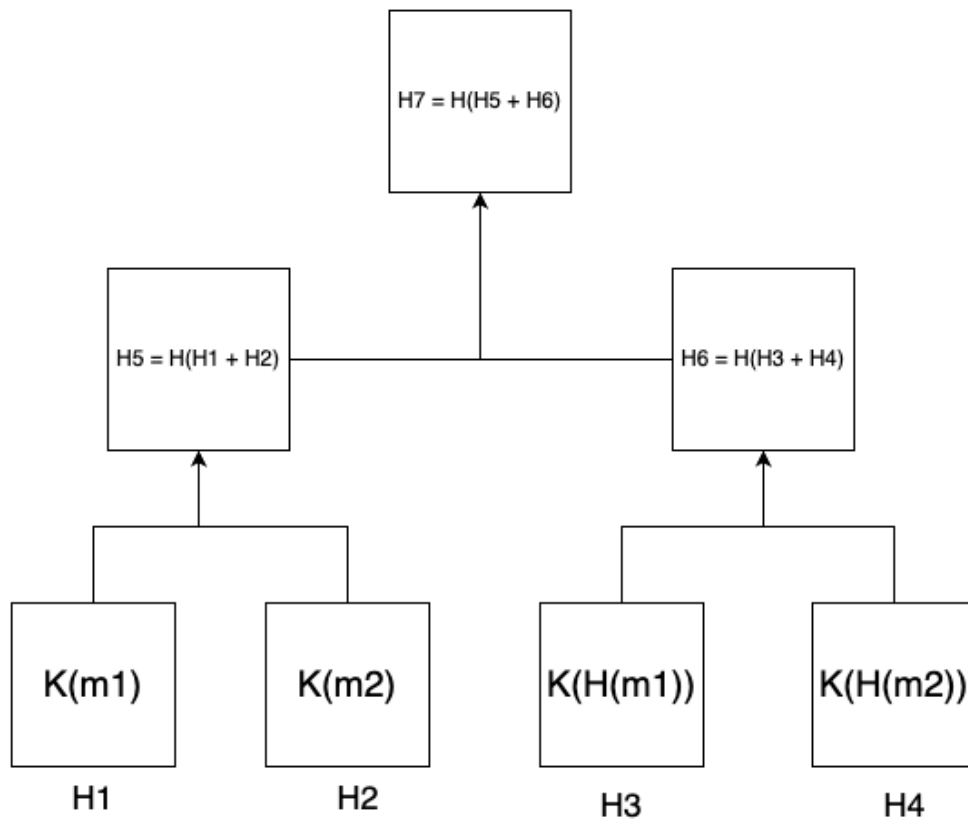 H7 = H(H5 + H6)
H5 = H(H1 + H2)
H6 = H(H3 + H4)
K(m1)
K(m2)
K(H(m1))
K(H(m2))
H1
H2
H3
H4